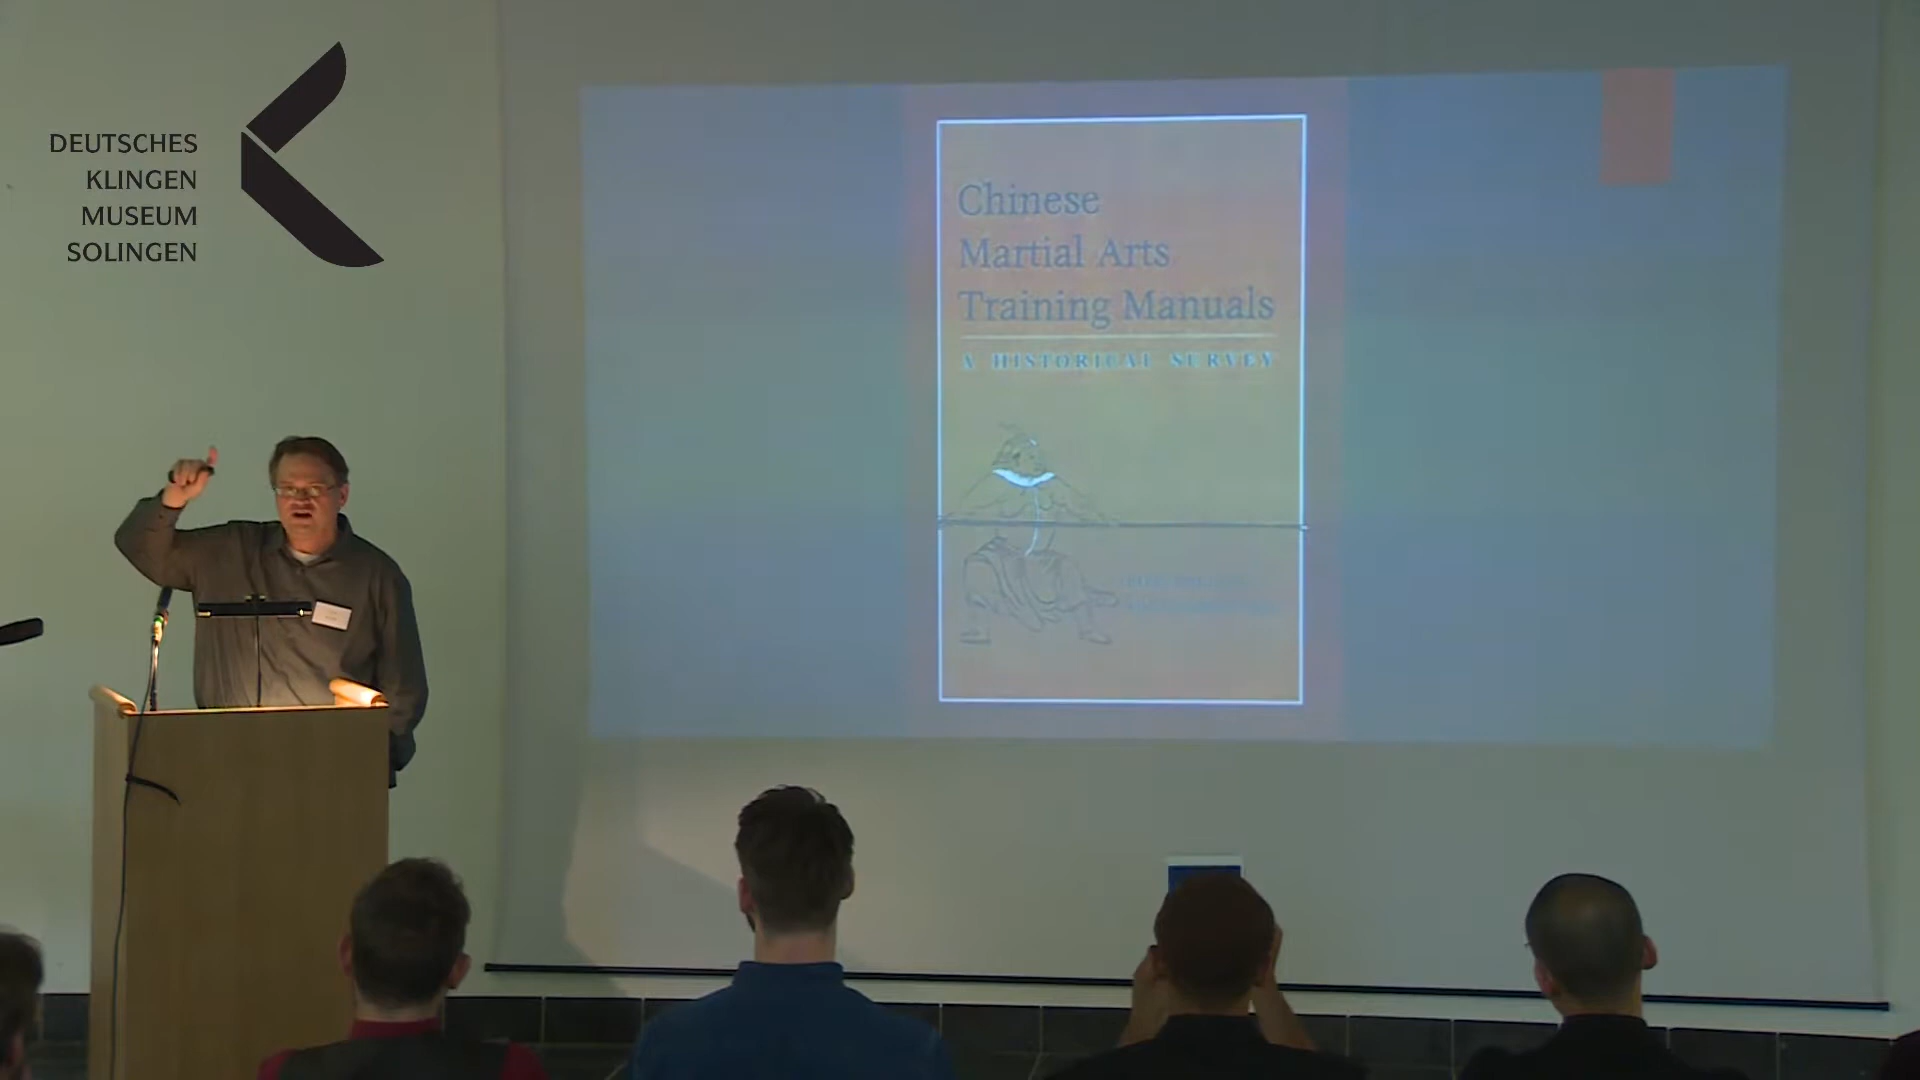 DEUTSCHES
KLINGEN
MUSEUM
SOLINGEN
Chinese
Martial Arts
Training Manuals
A HISTORICAL SURVEY